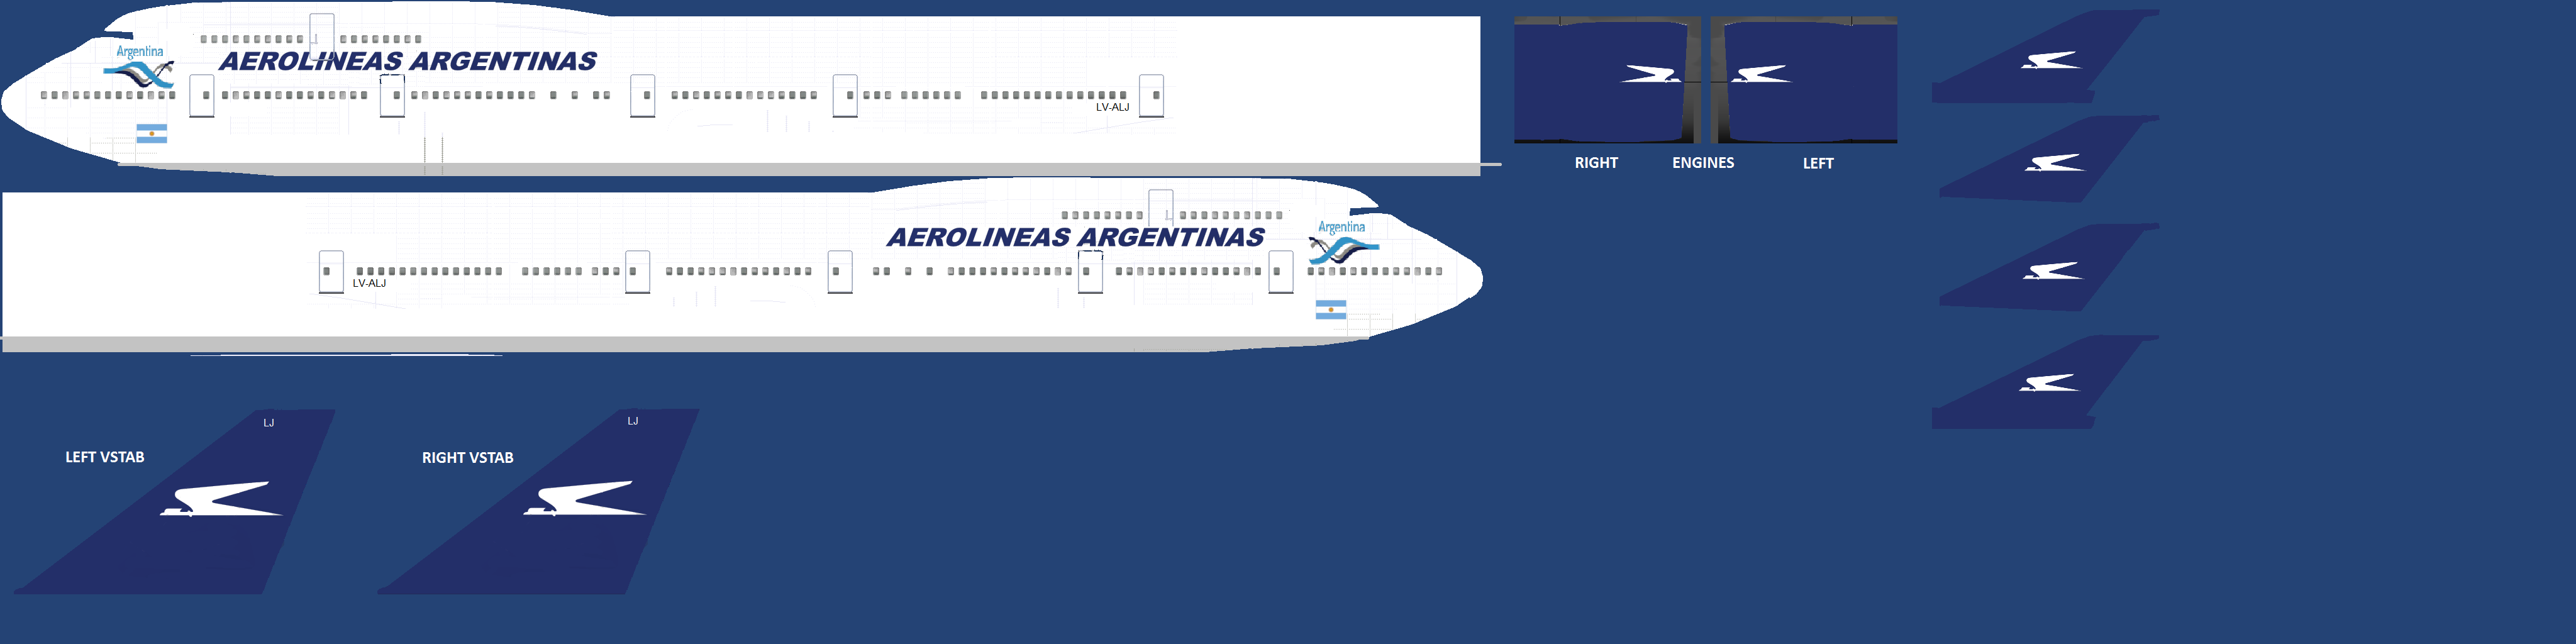 Argentina
AEROLINEAS ARGENTINAS
LV-ALJ
RIGHT ENGINES LEFT
AEROLINEAS ARGENTINAS
Argentina
LV-ALJ
LJ
LJ
LEFT VSTAB
RIGHT VSTAB